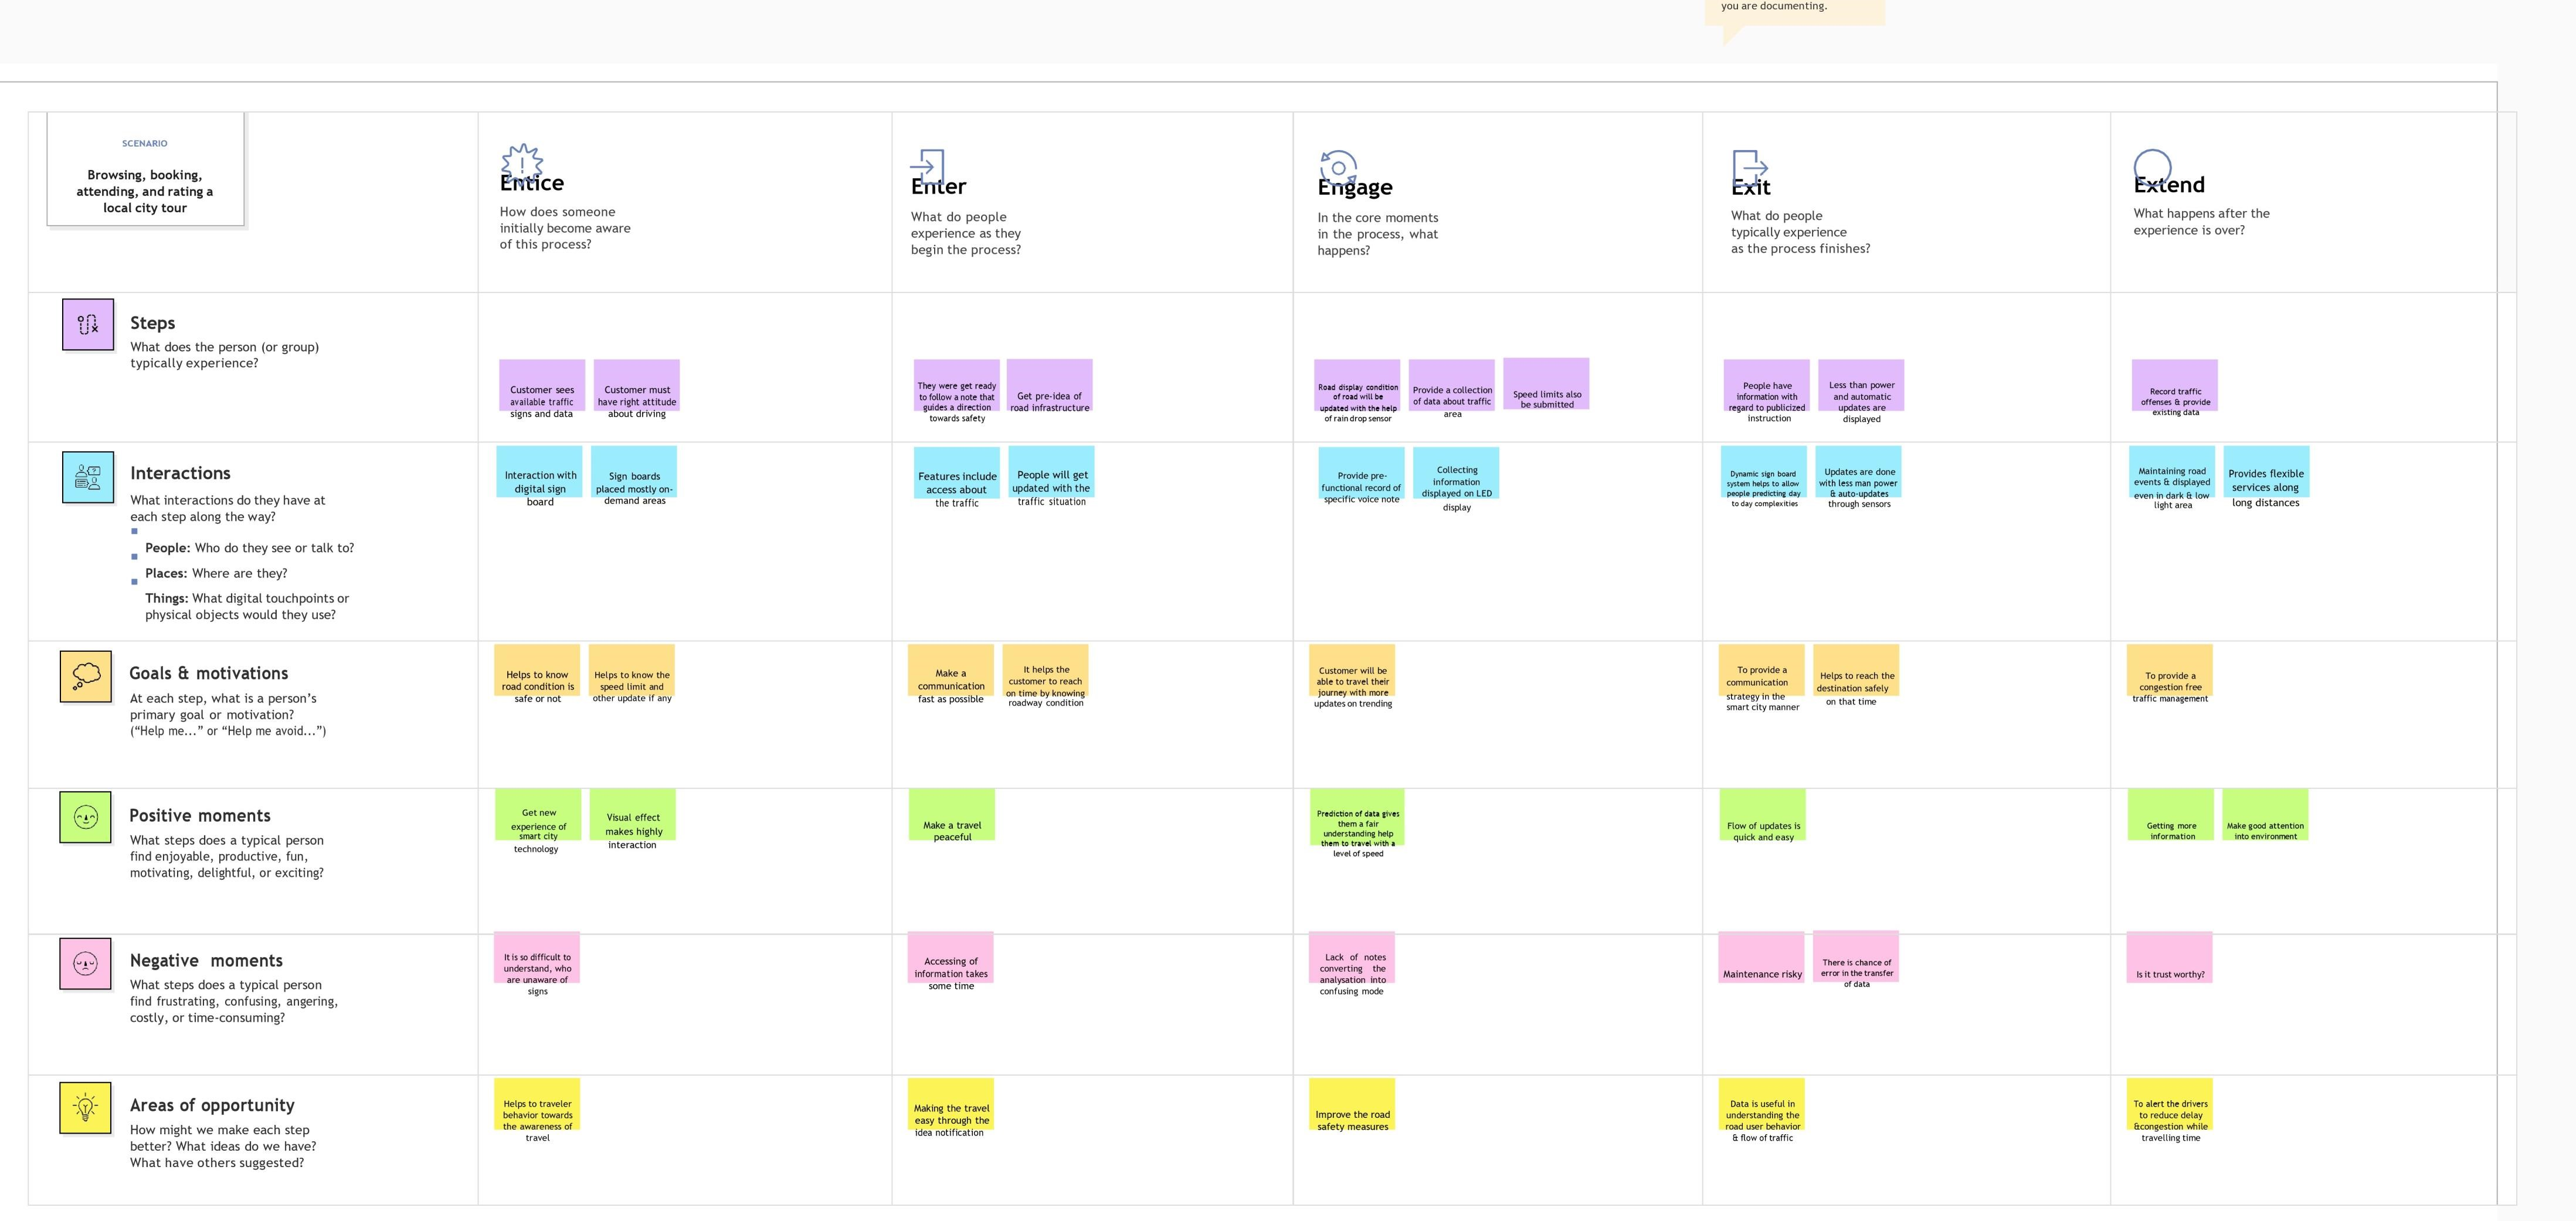 you are documenting.
SCENARIO
Browsing, booking,
attending, and rating a
local city tour
Entice
How does someone
initially become aware
of this process?
Enter
What do people
experience as they
begin the process?
Engage
In the core moments
in the process, what
happens?
Exit
What do people
typically experience
as the process finishes?
Extend
What happens after the
experience is over?
Steps
What does the person (or group)
typically experience?
Customer sees
available traffic
signs and data
Customer must
have right attitude
about driving
They were get ready
to follow a note that
guides a direction
towards safety
Get pre-idea of
road infrastructure
Road display condition
of road will be
updated with the help
of rain drop sensor
Provide a collection
of data about traffic
area
Speed limits also
be submitted
People have
information with
regard to publicized
instruction
Less than power
and automatic
updates are
displayed
Record traffic
offenses & provide
existing data
Interactions
What interactions do they have at
each step along the way?
People: Who do they see or talk to?
Places: Where are they?
Things: What digital touchpoints or
physical objects would they use?
Interaction with
digital sign
board
Sign boards
placed mostly on-
demand areas
Features include
access about
the traffic
People will get
updated with the
traffic situation
Provide pre-
functional record of
specific voice note
Collecting
information
displayed on LED
display
Dynamic sign board
system helps to allow
people predicting day
to day complexities
Updates are done
with less man power
& auto-updates
through sensors
Maintaining road
events & displayed
even in dark & low
light area
Provides flexible
services along
long distances
Goals & motivations
At each step, what is a person’s
primary goal or motivation?
(“Help me...” or “Help me avoid...”)
Helps to know
road condition is
safe or not
Helps to know the
speed limit and
other update if any
Make a
communication
fast as possible
It helps the
customer to reach
on time by knowing
roadway condition
Customer will be
able to travel their
journey with more
updates on trending
To provide a
communication
strategy in the
smart city manner
Helps to reach the
destination safely
on that time
To provide a
congestion free
traffic management
Positive moments
What steps does a typical person
find enjoyable, productive, fun,
motivating, delightful, or exciting?
Get new
experience of
smart city
technology
Visual effect
makes highly
interaction
Make a travel
peaceful
Prediction of data gives
them a fair
understanding help
them to travel with a
level of speed
Flow of updates is
quick and easy
Getting more
information
Make good attention
into environment
Negative moments
What steps does a typical person
find frustrating, confusing, angering,
costly, or time-consuming?
It is so difficult to
understand, who
are unaware of
signs
Accessing of
information takes
some time
Lack of notes
converting the
analysation into
confusing mode
Maintenance risky
There is chance of
error in the transfer
of data
Is it trust worthy?
Areas of opportunity
How might we make each step
better? What ideas do we have?
What have others suggested?
Helps to traveler
behavior towards
the awareness of
travel
Making the travel
easy through the
idea notification
Improve the road
safety measures
Data is useful in
understanding the
road user behavior
& flow of traffic
To alert the drivers
to reduce delay
&congestion while
travelling time